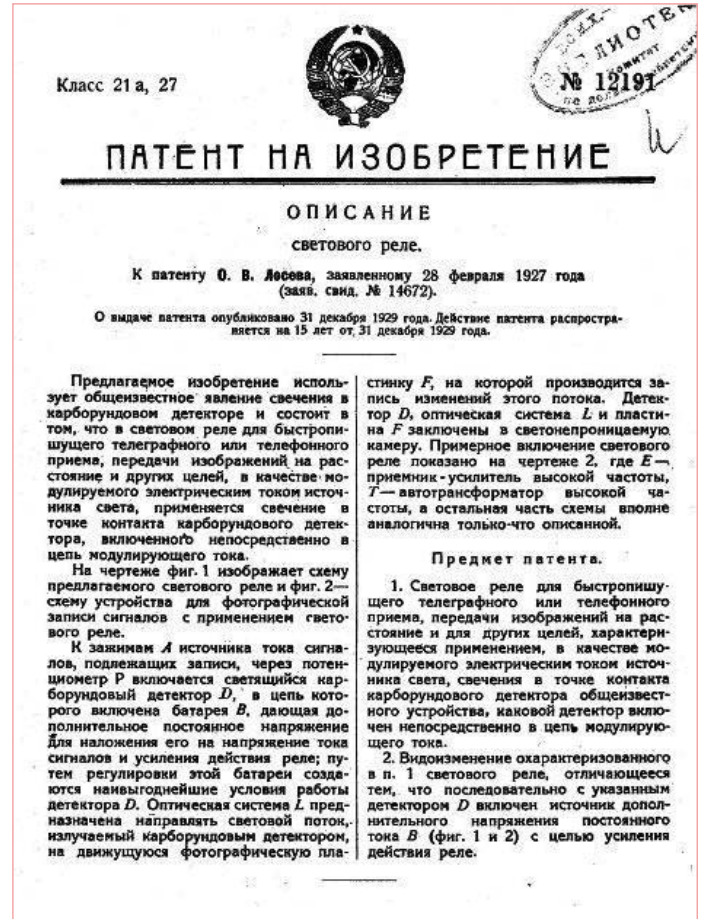 Класс 21 а, 27
БИБЛИОТЕК
комитет
по делам
№ 12191
ПАТЕНТ НА ИЗОБРЕТЕНИЕ
ОПИСАНИЕ
светового реле.
К патенту О. В. Лосева, заявленному 28 февраля 1927 года
(заяв. свид. № 14672).
О выдаче патента опубликовано 31 декабря 1929 года. Действие патента распростра-
няется на 15 лет от 31 декабря 1929 года.
Предлагаемое изобретение исполь-
зует общеизвестное явление свечения в
карборундовом детекторе и состоит в
том, что в световом реле для быстропи-
шущего телеграфного или телефонного
приема, передачи изображений на рас-
стояние и других целей, в качестве мо-
дулируемого электрическим током источ-
ника света, применяется свечение в
точке контакта карборундового детек-
тора, включенного непосредственно в
цепь модулирующего тока.
На чертеже фиг. 1 изображает схему
предлагаемого светового реле и фиг. 2—
схему устройства для фотографической
записи сигналов с применением свето-
вого реле.
К зажимам A источника тока сигна-
лов, подлежащих записи, через потен-
циометр P включается светящийся кар-
борундовый детектор D, в цепь кото-
рого включена батарея B, дающая до-
полнительное постоянное напряжение
для наложения его на напряжение тока
сигналов и усиления действия реле; пу-
тем регулировки этой батареи созда-
ются наивыгоднейшие условия работы
детектора D. Оптическая система L пред-
назначена направлять световой поток,
излучаемый карборундовым детектором,
на движущуюся фотографическую пла-
стинку F, на которой производится за-
пись изменений этого потока. Детек-
тор D, оптическая система L и пласти-
на F заключены в светонепроницаемую
камеру. Примерное включение светового
реле показано на чертеже 2, где E—
приемник-усилитель высокой частоты,
T—автотрансформатор высокой ча-
стоты, а остальная часть схемы вполне
аналогична только-что описанной.
Предмет патента.
1. Световое реле для быстропишу-
щего телеграфного или телефонного
приема, передачи изображений на рас-
стояние и для других целей, характери-
зующееся применением, в качестве мо-
дулируемого электрическим током источ-
ника света, свечения в точке контакта
карборундового детектора общеизвест-
ного устройства, каковой детектор вклю-
чен непосредственно в цепь модулирую-
щего тока.
2. Видоизменение охарактеризованного
в п. 1 светового реле, отличающееся
тем, что последовательно с указанным
детектором D включен источник допол-
нительного напряжения постоянного
тока B (фиг. 1 и 2) с целью усиления
действия реле.